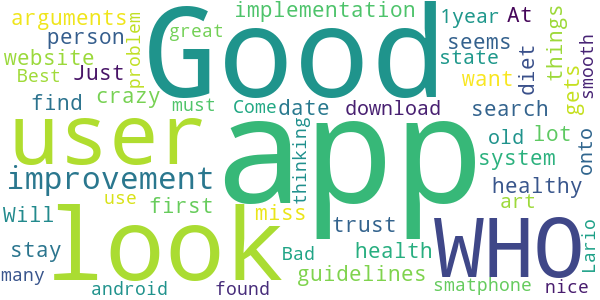 arguments
implementation
1year
At
person
great
seems
things
website
problem
Good
state
diet
smooth
Best
Just
crazy
want
gets
find
must
Come
date
download
search
user
app
old
lot
onto
improvement
thinking
system
first
use
healthy
Will
look
miss
trust
WHO
art
stay
Bad
health
Lario
many
guidelines
android
found
smatphone
nice